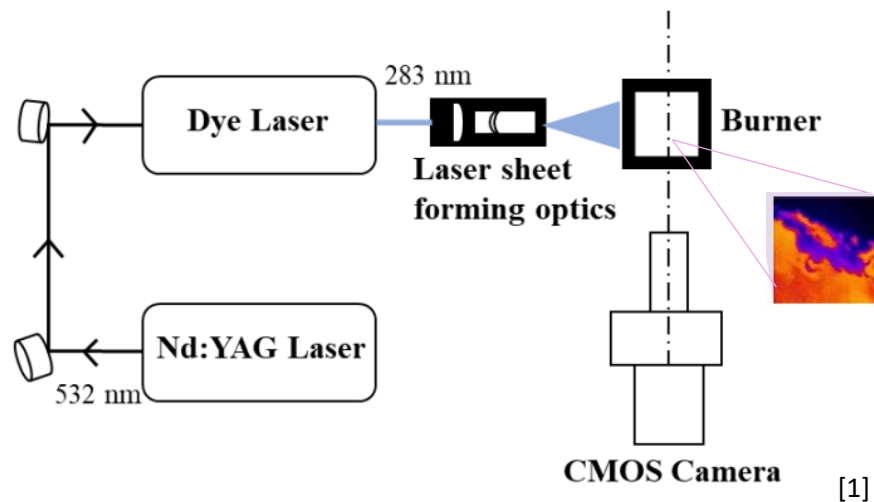 283 nm
Dye Laser
Burner
Laser sheet
forming optics
Nd:YAG Laser
532 nm
CMOS Camera
[1]